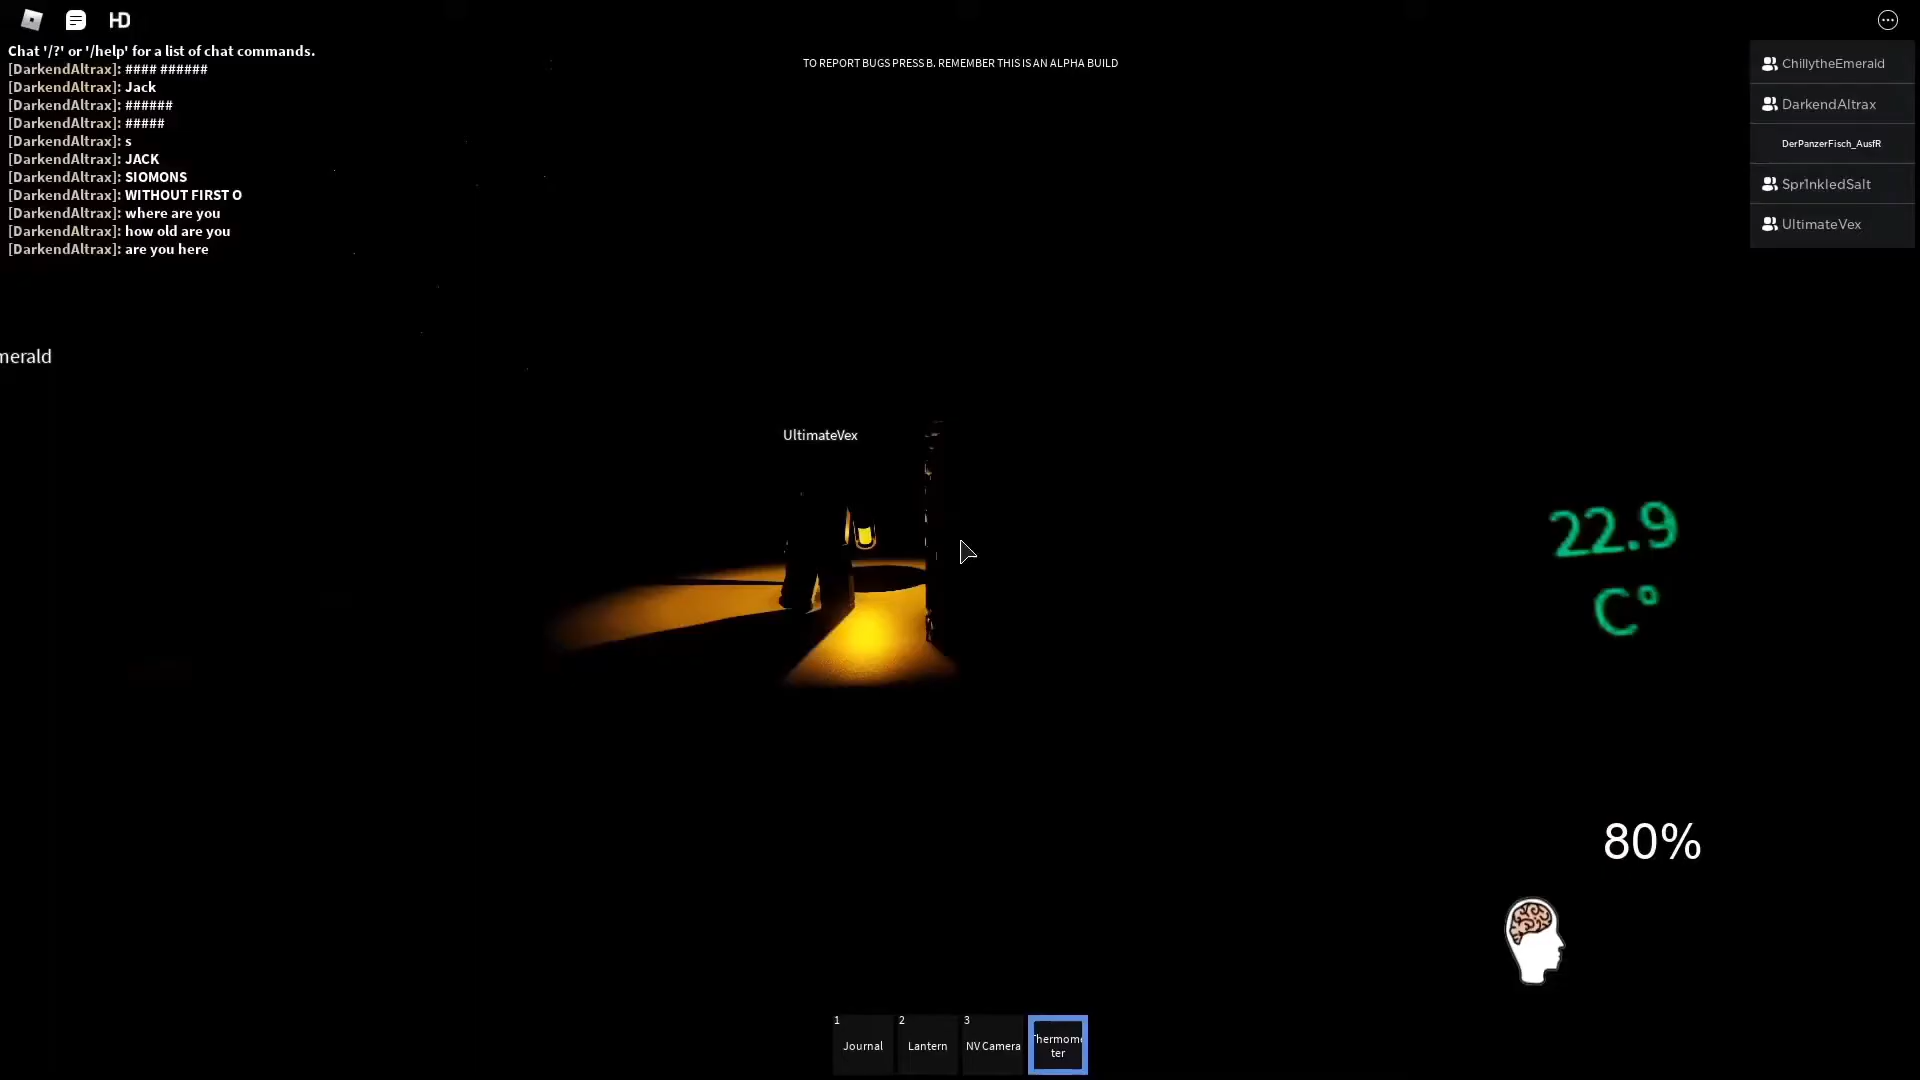 HD
Chat '/?' or '/help' for a list of chat commands.
[DarkendAltrax]: #### ######
[DarkendAltrax]: Jack
[DarkendAltrax]: ######
[DarkendAltrax]: #####
[DarkendAltrax]: s
[DarkendAltrax]: JACK
[DarkendAltrax]: SIOMONS
[DarkendAltrax]: WITHOUT FIRST O
[DarkendAltrax]: where are you
[DarkendAltrax]: how old are you
[DarkendAltrax]: are you here
TO REPORT BUGS PRESS B. REMEMBER THIS IS AN ALPHA BUILD
ChillytheEmerald
DarkendAltrax
DerPanzerFisch_AusfR
Spr1nkledSalt
UltimateVex
merald
UltimateVex
22.9
C°
80%
1
Journal
2
Lantern
3
NV Camera
Thermome
ter